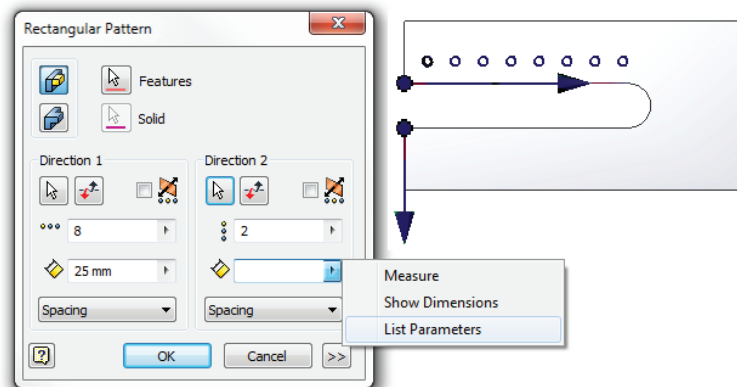 Rectangular Pattern
Features
Solid
Direction 1
Direction 2
8
2
25 mm
Spacing
Spacing
Measure
Show Dimensions
List Parameters
OK
Cancel
>>